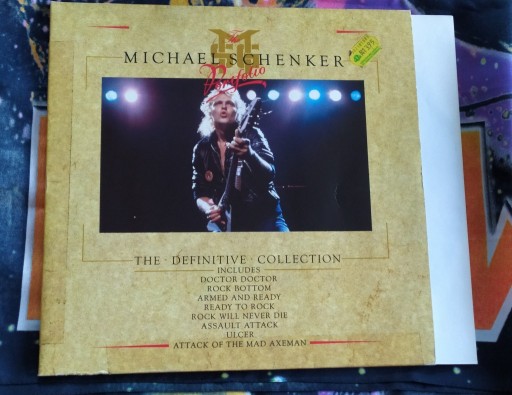 MICHAEL SCHENKER
Portfolio
THE · DEFINITIVE · COLLECTION
INCLUDES
DOCTOR DOCTOR
ROCK BOTTOM
ARMED AND READY
READY TO ROCK
ROCK WILL NEVER DIE
ASSAULT ATTACK
ULCER
ATTACK OF THE MAD AXEMAN